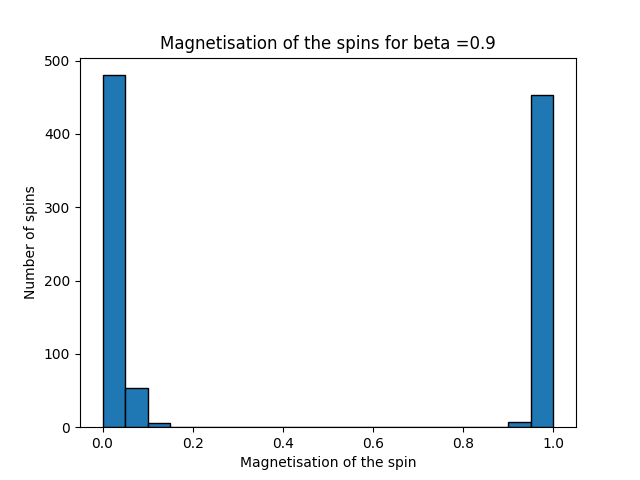 Magnetisation of the spins for beta =0.9
500
400
300
200
100
0
Number of spins
0.0 0.2 0.4 0.6 0.8 1.0
Magnetisation of the spin